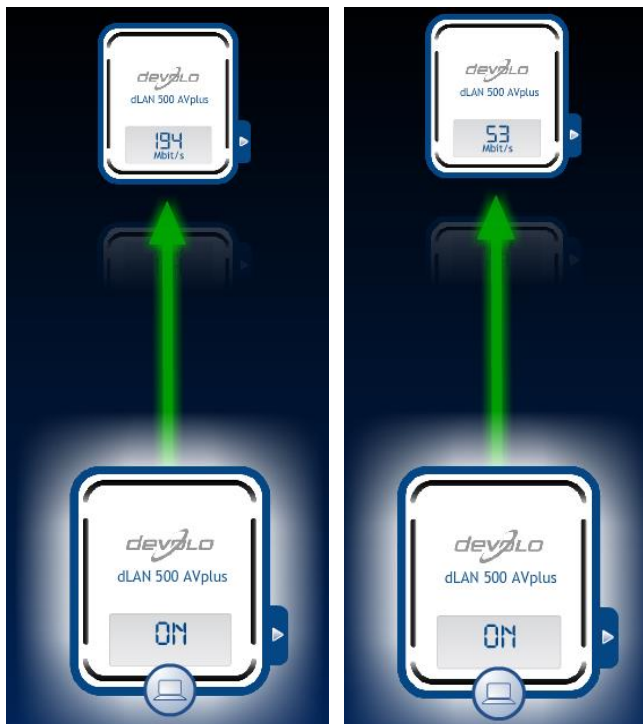 devolo
dLAN 500 AVplus
194
Mbit/s
devolo
dLAN 500 AVplus
ON
devolo
dLAN 500 AVplus
53
Mbit/s
devolo
dLAN 500 AVplus
ON